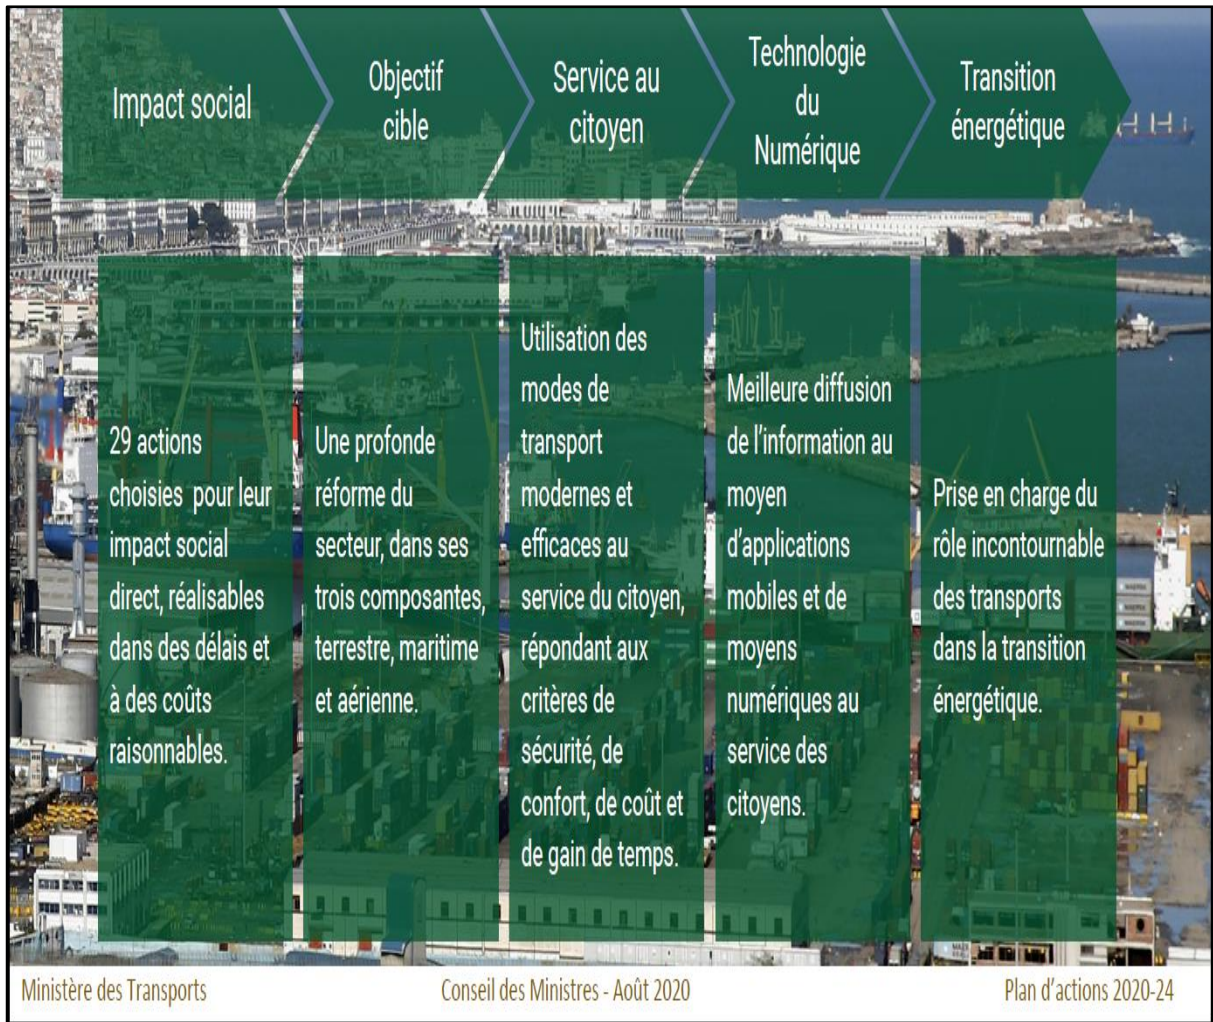 Impact social
Objectif
cible
Service au
citoyen
Technologie
du
Numérique
Transition
énergétique
29 actions
choisies pour leur
impact social
direct, réalisables
dans des délais et
à des coûts
raisonnables.
Une profonde
réforme du
secteur, dans ses
trois composantes,
terrestre, maritime
et aérienne.
Utilisation des
modes de
transport
modernes et
efficaces au
service du citoyen,
répondant aux
critères de
sécurité, de
confort, de coût et
de gain de temps.
Meilleure diffusion
de l’information au
moyen
d’applications
mobiles et de
moyens
numériques au
service des
citoyens.
Prise en charge du
rôle incontournable
des transports
dans la transition
énergétique.
Ministère des Transports
Conseil des Ministres - Août 2020
Plan d’actions 2020-24